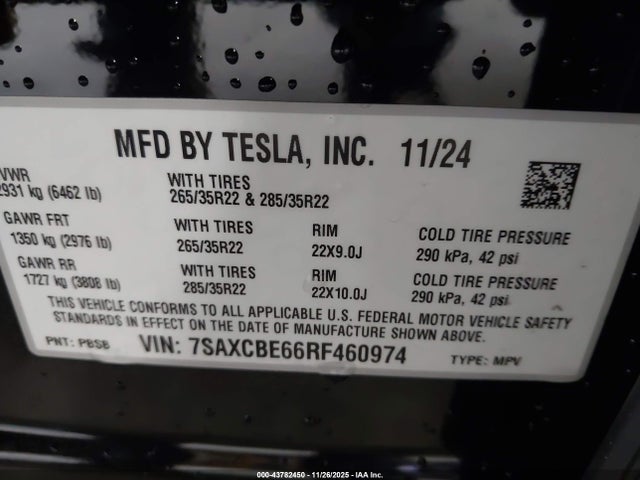 MFD BY TESLA, INC. 11/24
VWR
2931 kg (6462 lb)
WITH TIRES
265/35R22 & 285/35R22
GAWR FRT
1350 kg (2976 lb)
WITH TIRES
265/35R22
RIM
22X9.0J
COLD TIRE PRESSURE
290 kPa, 42 psi
GAWR RR
1727 kg (3808 lb)
WITH TIRES
285/35R22
RIM
22X10.0J
COLD TIRE PRESSURE
290 kPa, 42 psi
THIS VEHICLE CONFORMS TO ALL APPLICABLE U.S. FEDERAL MOTOR VEHICLE SAFETY
STANDARDS IN EFFECT ON THE DATE OF MANUFACTURE SHOWN ABOVE.
PNT: PBSB VIN: 7SAXCBE66RF460974 TYPE: MPV
000-43782450 - 11/26/2025 - IAA Inc.